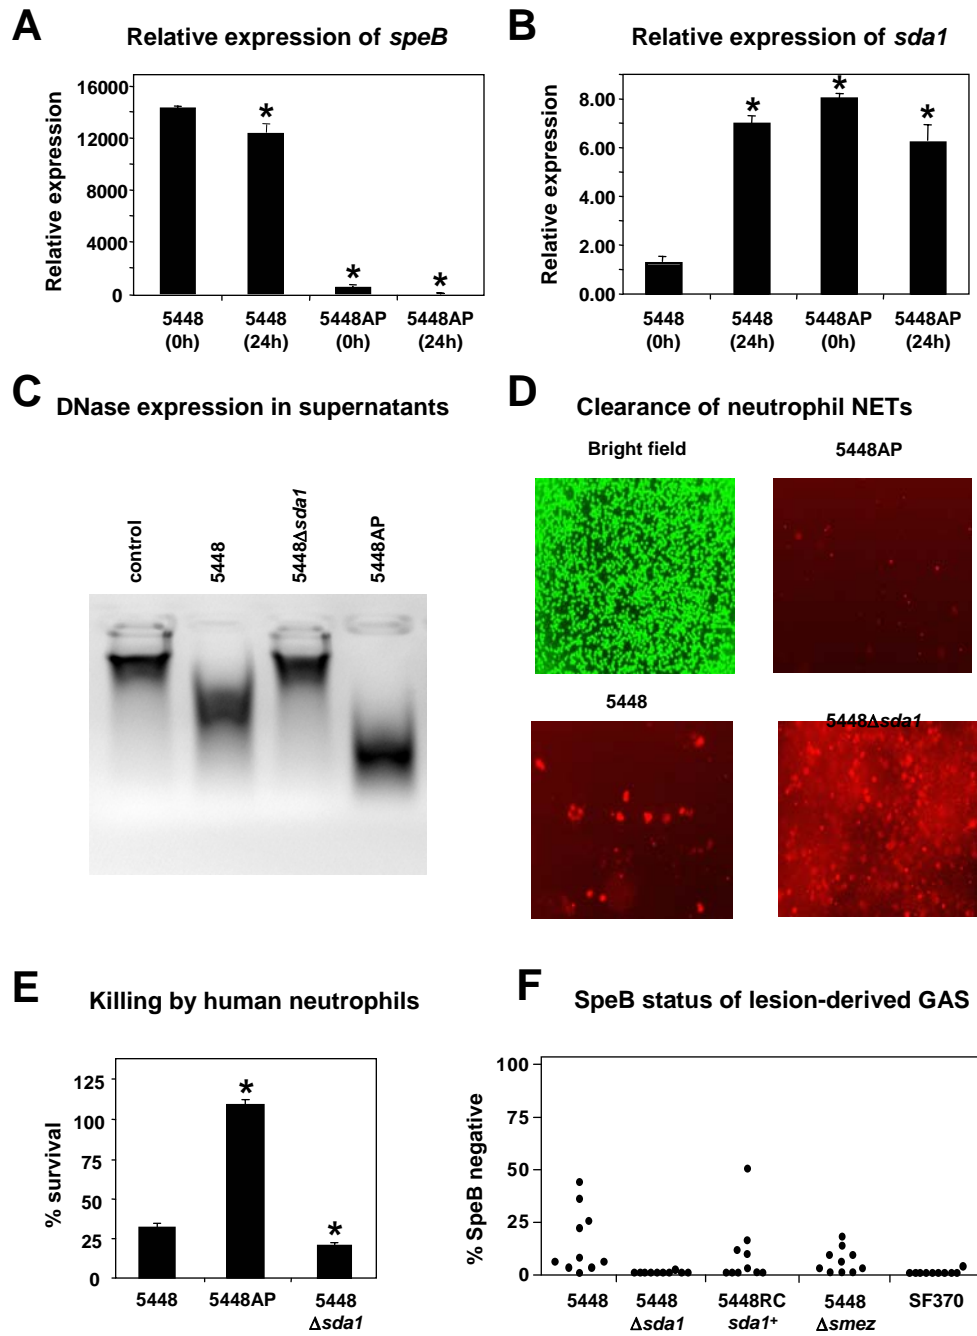 A Relative expression of speB
Relative expression
16000
12000
8000
4000
0
*
*
*
5448 (0h)
5448 (24h)
5448AP (0h)
5448AP (24h)
B Relative expression of sda1
Relative expression
8.00
6.00
4.00
2.00
0.00
*
*
*
5448 (0h)
5448 (24h)
5448AP (0h)
5448AP (24h)
C DNase expression in supernatants
control
5448
5448Δsda1
5448AP
D Clearance of neutrophil NETs
Bright field
5448AP
5448
5448Δsda1
E Killing by human neutrophils
% survival
125
100
75
50
25
0
*
*
5448
5448AP
5448 Δsda1
F SpeB status of lesion-derived GAS
% SpeB negative
100
75
50
25
0
5448
5448 Δsda1
5448RC sda1+
5448 Δsmez
SF370